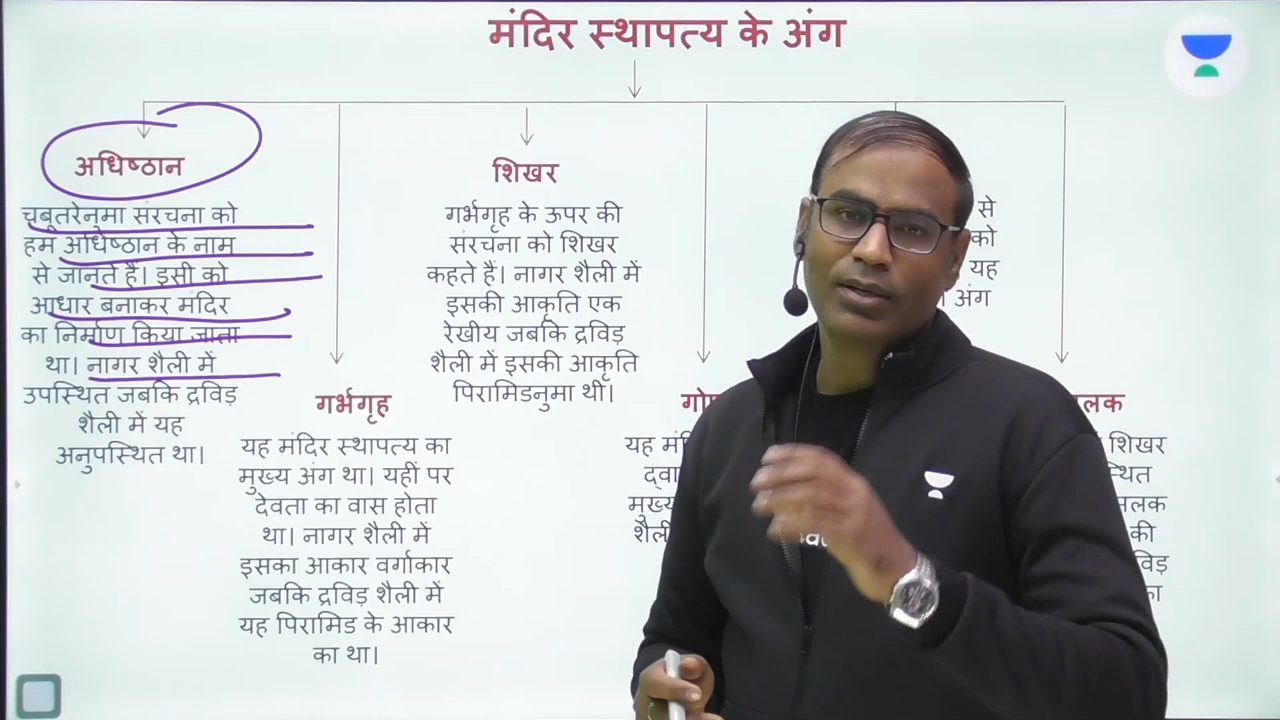 मंदिर स्थापत्य के अंग
अधिष्ठान
चबूतरेनुमा संरचना को
हम अधिष्ठान के नाम
से जानते हैं। इसी को
आधार बनाकर मंदिर
का निर्माण किया जाता
था। नागर शैली में
उपस्थित जबकि द्रविड़
शैली में यह
अनुपस्थित था।
गर्भगृह
यह मंदिर स्थापत्य का
मुख्य अंग था। यहीं पर
देवता का वास होता
था। नागर शैली में
इसका आकार वर्गाकार
जबकि द्रविड़ शैली में
यह पिरामिड के आकार
का था।
शिखर
गर्भगृह के ऊपर की
संरचना को शिखर
कहते हैं। नागर शैली में
इसकी आकृति एक
रेखीय जबकि द्रविड़
शैली में इसकी आकृति
पिरामिडनुमा थी।
यह
से
को
यह
अंग
शिखर
की